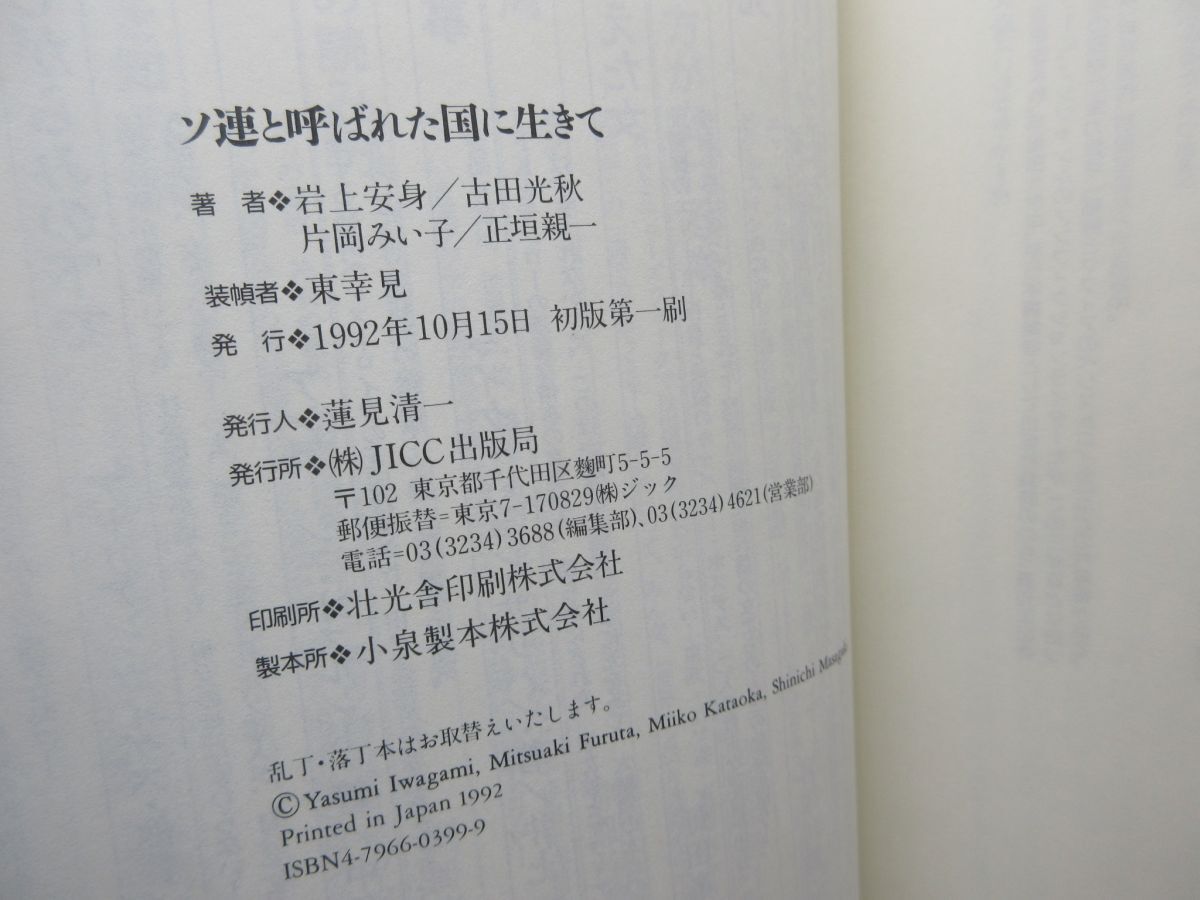 ソ連と呼ばれた国に生きて
著 者❖岩上安身／古田光秋
片岡みい子／正垣親一
装幀者❖東幸見
発 行❖1992年10月15日 初版第一刷
発行人❖蓮見清一
発行所❖㈱JICC出版局
〒102 東京都千代田区麹町5-5-5
郵便振替=東京7-170829㈱ジック
電話=03(3234)3688(編集部)、03(3234)4621(営業部)
印刷所❖壮光舎印刷株式会社
製本所❖小泉製本株式会社
乱丁・落丁本はお取替えいたします。
©Yasumi Iwagami, Mitsuaki Furuta, Miiko Kataoka, Shinichi Masagaki
Printed in Japan 1992
ISBN4-7966-0399-9